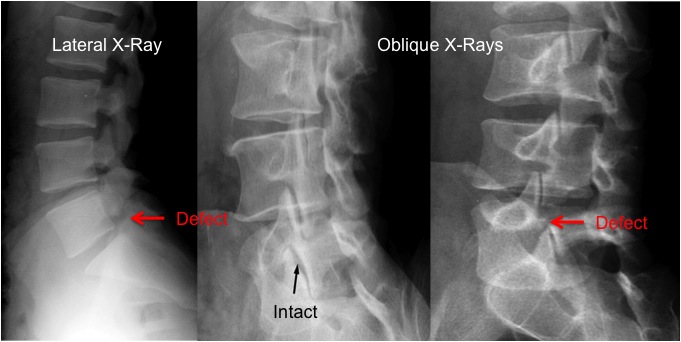 Lateral X-Ray
Oblique X-Rays
Defect
Defect
Intact